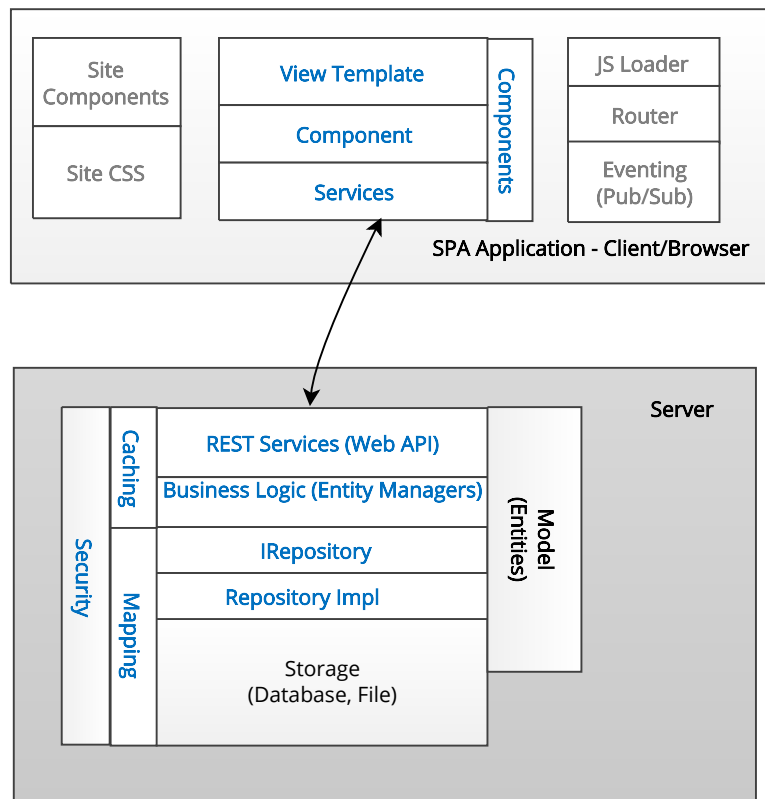 Site
Components
Site CSS
View Template
Component
Services
Components
JS Loader
Router
Eventing
(Pub/Sub)
SPA Application - Client/Browser
Server
Security
Caching
Mapping
REST Services (Web API)
Business Logic (Entity Managers)
IRepository
Repository Impl
Storage
(Database, File)
Model
(Entities)